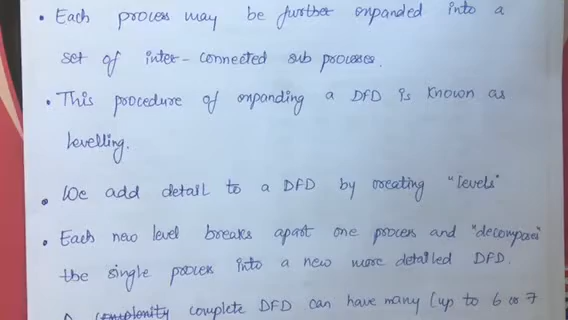 • Each process may be further expanded into a
set of inter-connected sub processes.
• This procedure of expanding a DFD is known as
levelling.
• We add detail to a DFD by creating "levels"
• Each new level breaks apart one process and "decomposes"
the single process into a new more detailed DFD.
complete DFD can have many (up to 6 or 7